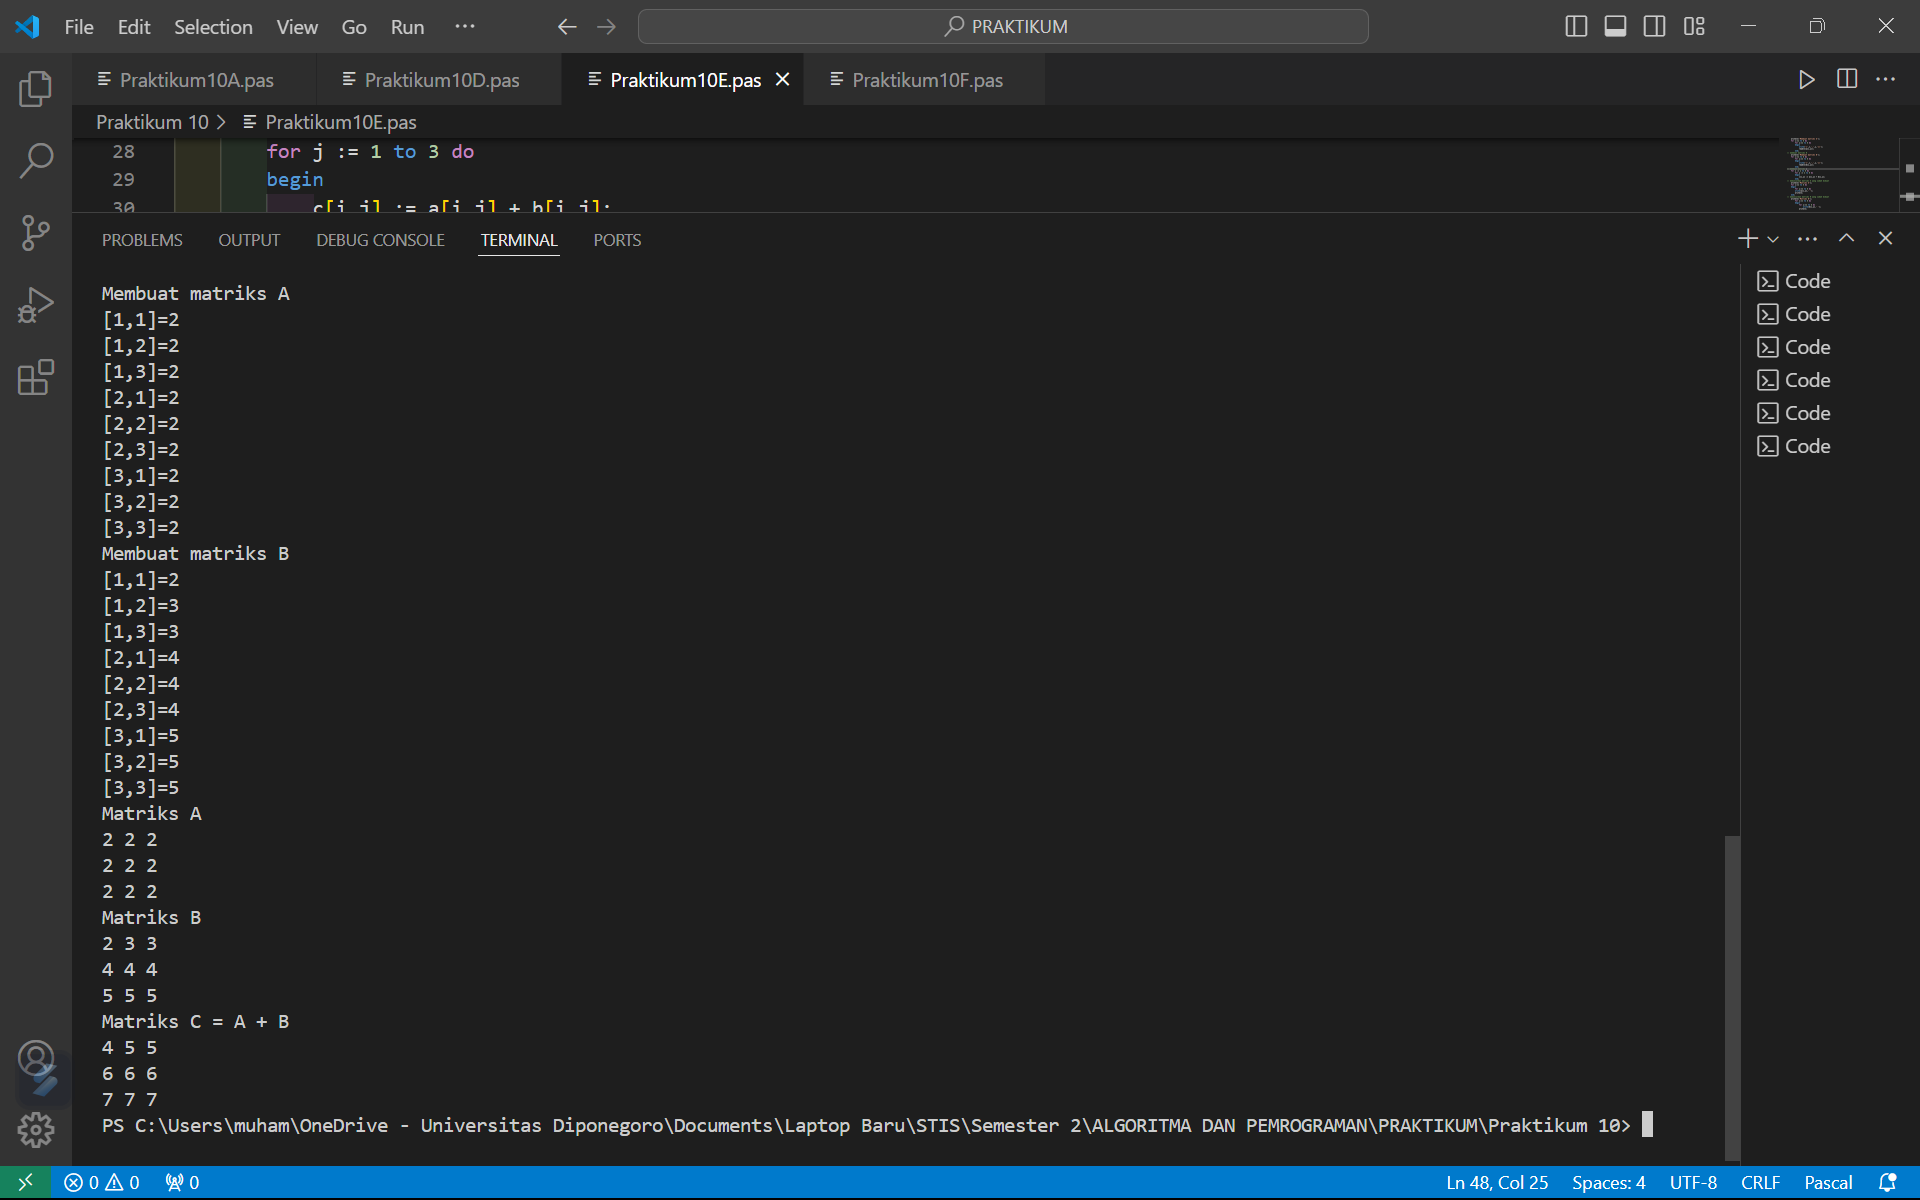 File Edit Selection View Go Run ··· PRAKTIKUM
Praktikum10A.pas Praktikum10D.pas Praktikum10E.pas Praktikum10F.pas
Praktikum 10 > Praktikum10E.pas
28 for j := 1 to 3 do
29 begin
30 c[i,j] := a[i,j] + b[i,j];
PROBLEMS OUTPUT DEBUG CONSOLE TERMINAL PORTS
Membuat matriks A
[1,1]=2
[1,2]=2
[1,3]=2
[2,1]=2
[2,2]=2
[2,3]=2
[3,1]=2
[3,2]=2
[3,3]=2
Membuat matriks B
[1,1]=2
[1,2]=3
[1,3]=3
[2,1]=4
[2,2]=4
[2,3]=4
[3,1]=5
[3,2]=5
[3,3]=5
Matriks A
2 2 2
2 2 2
2 2 2
Matriks B
2 3 3
4 4 4
5 5 5
Matriks C = A + B
4 5 5
6 6 6
7 7 7
PS C:\Users\muham\OneDrive - Universitas Diponegoro\Documents\Laptop Baru\STIS\Semester 2\ALGORITMA DAN PEMROGRAMAN\PRAKTIKUM\Praktikum 10>
Code
Code
Code
Code
Code
Code
0 0 0 Ln 48, Col 25 Spaces: 4 UTF-8 CRLF Pascal